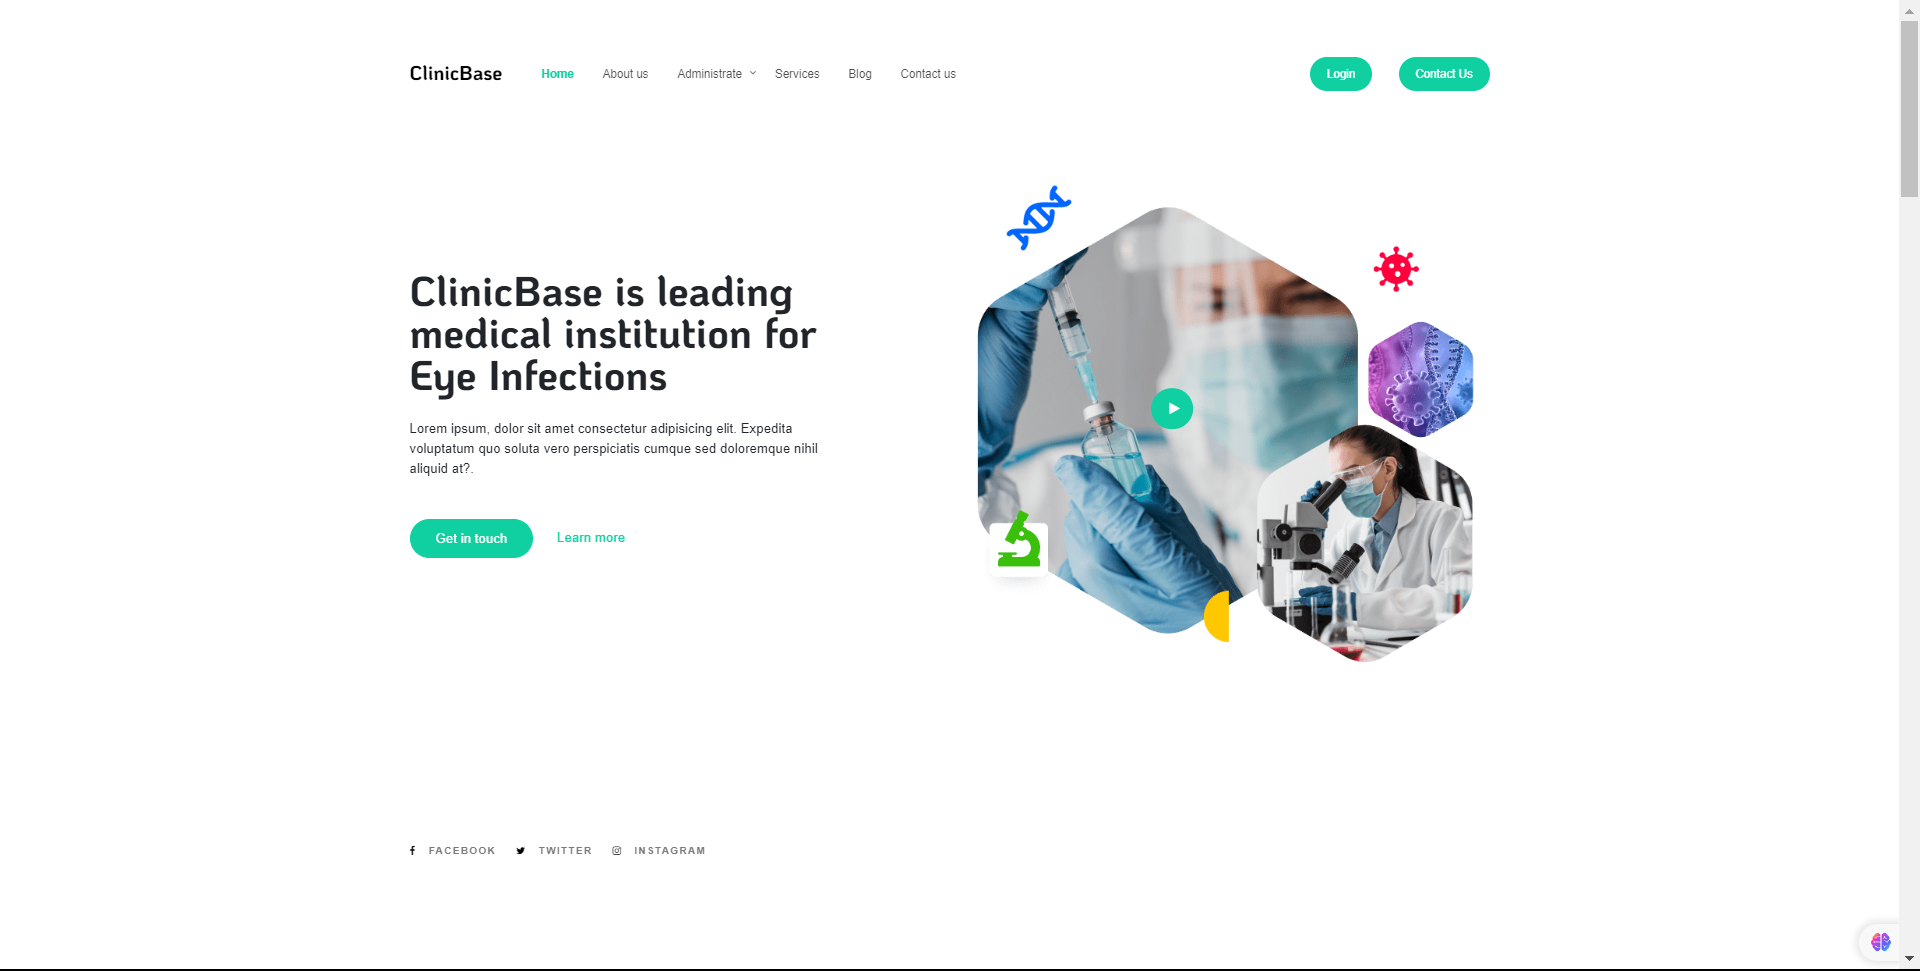 ClinicBase
Home
About us
Administrate
Services
Blog
Contact us
Login
Contact Us
ClinicBase is leading
medical institution for
Eye Infections
Lorem ipsum, dolor sit amet consectetur adipisicing elit. Expedita
voluptatum quo soluta vero perspiciatis cumque sed doloremque nihil
aliquid at?.
Get in touch
Learn more
FACEBOOK
TWITTER
INSTAGRAM